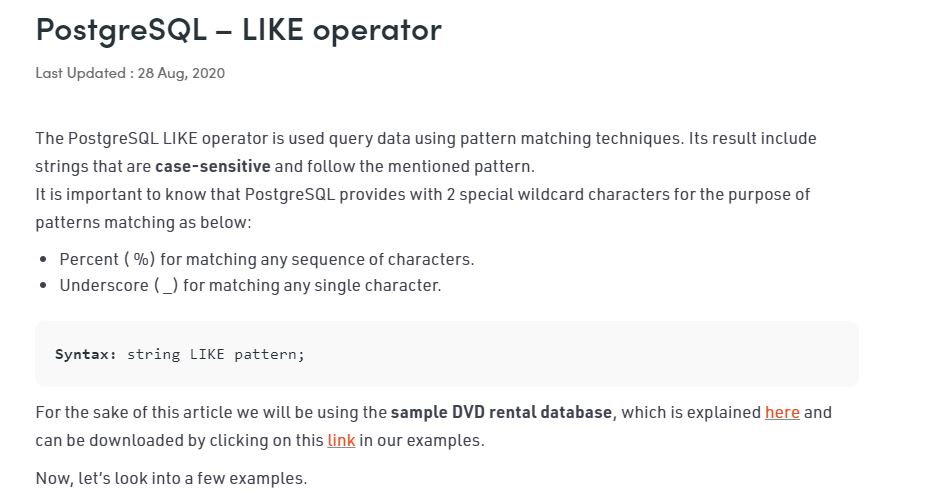 PostgreSQL – LIKE operator
Last Updated : 28 Aug, 2020
The PostgreSQL LIKE operator is used query data using pattern matching techniques. Its result include
strings that are case-sensitive and follow the mentioned pattern.
It is important to know that PostgreSQL provides with 2 special wildcard characters for the purpose of
patterns matching as below:
• Percent ( %) for matching any sequence of characters.
• Underscore ( _) for matching any single character.
Syntax: string LIKE pattern;
For the sake of this article we will be using the sample DVD rental database, which is explained here and
can be downloaded by clicking on this link in our examples.
Now, let’s look into a few examples.